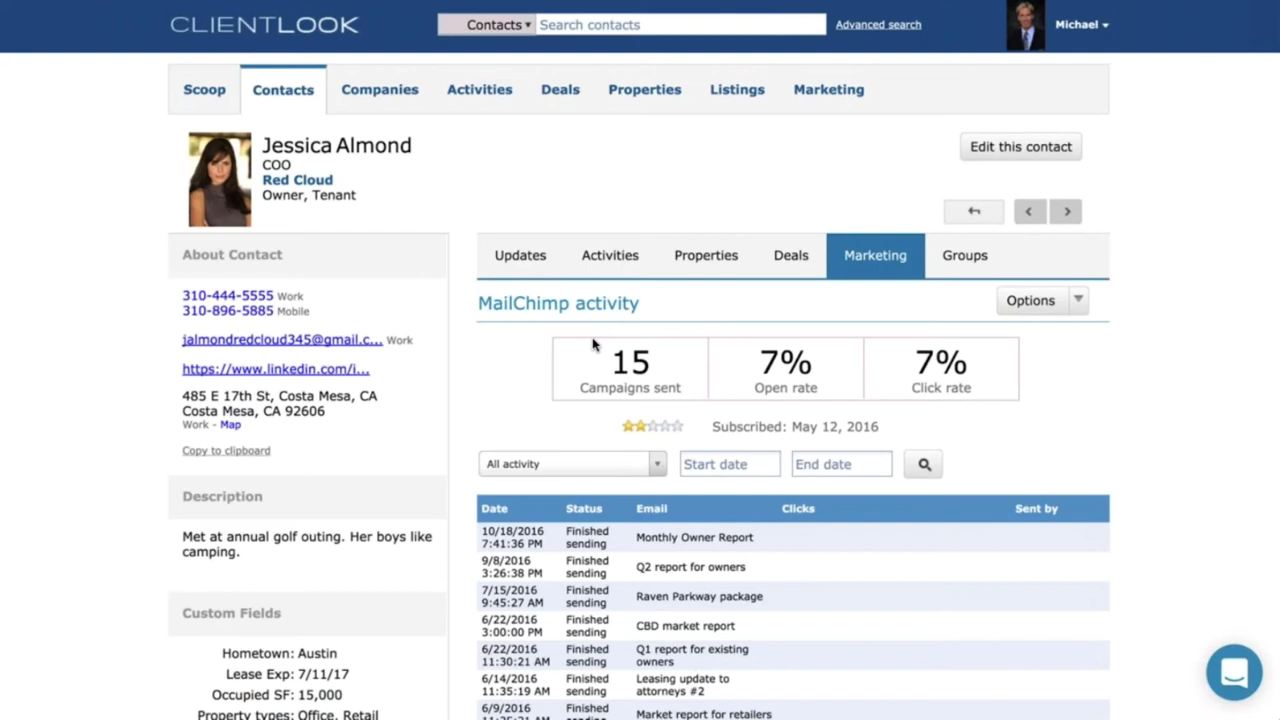 CLIENTLOOK
Contacts
Search contacts
Advanced search
Michael
Scoop
Contacts
Companies
Activities
Deals
Properties
Listings
Marketing
Jessica Almond
COO
Red Cloud
Owner, Tenant
Edit this contact
About Contact
310-444-5555 Work
310-896-5885 Mobile
jalmondredcloud345@gmail.c... Work
https://www.linkedin.com/i...
485 E 17th St, Costa Mesa, CA
Costa Mesa, CA 92606
Work - Map
Copy to clipboard
Description
Met at annual golf outing. Her boys like
camping.
Custom Fields
Hometown: Austin
Lease Exp: 7/11/17
Occupied SF: 15,000
Property types: Office, Retail
Updates
Activities
Properties
Deals
Marketing
Groups
MailChimp activity
Options
15
Campaigns sent
7%
Open rate
7%
Click rate
Subscribed: May 12, 2016
All activity
Start date
End date
Date Status Email Clicks Sent by
10/18/2016 Finished
7:41:36 PM sending
Monthly Owner Report
9/8/2016 Finished
3:26:38 PM sending
Q2 report for owners
7/15/2016 Finished
9:45:27 AM sending
Raven Parkway package
6/22/2016 Finished
3:00:00 PM sending
CBD market report
6/22/2016 Finished Q1 report for existing
11:30:21 AM sending owners
6/14/2016 Finished Leasing update to
11:35:19 AM sending attorneys #2
6/9/2016 Finished
Market report for retailers